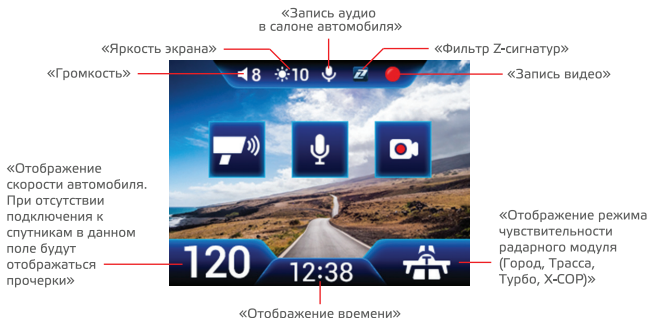 «Запись аудио
в салоне автомобиля»
«Яркость экрана»
«Фильтр Z-сигнатур»
«Громкость»
«Запись видео»
8 10 Z
«Отображение
скорости автомобиля.
При отсутствии
подключения к
спутникам в данном
поле будут
отображаться
прочерки»
«Отображение режима
чувствительности
радарного модуля
(Город, Трасса,
Турбо, X-COP)»
120
12:38
«Отображение времени»